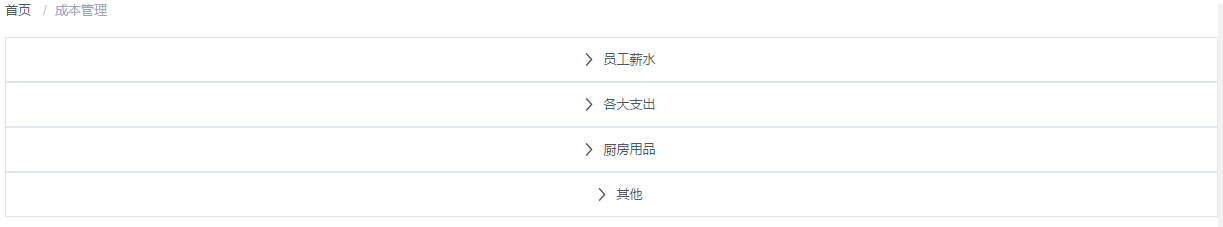 首页 / 成本管理
员工薪水
各大支出
厨房用品
其他